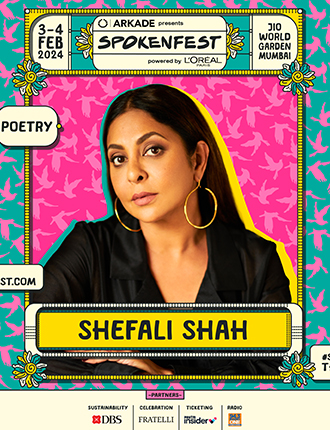 3-4
FEB
2024
ARKADE presents
SPOKENFEST
powered by L'ORÉAL
PARIS
JIO
WORLD
GARDEN
MUMBAI
POETRY
ST.COM
SHEFALI SHAH
-PARTNERS-
SUSTAINABILITY
DBS
CELEBRATION
FRATELLI
TICKETING
insider
RADIO